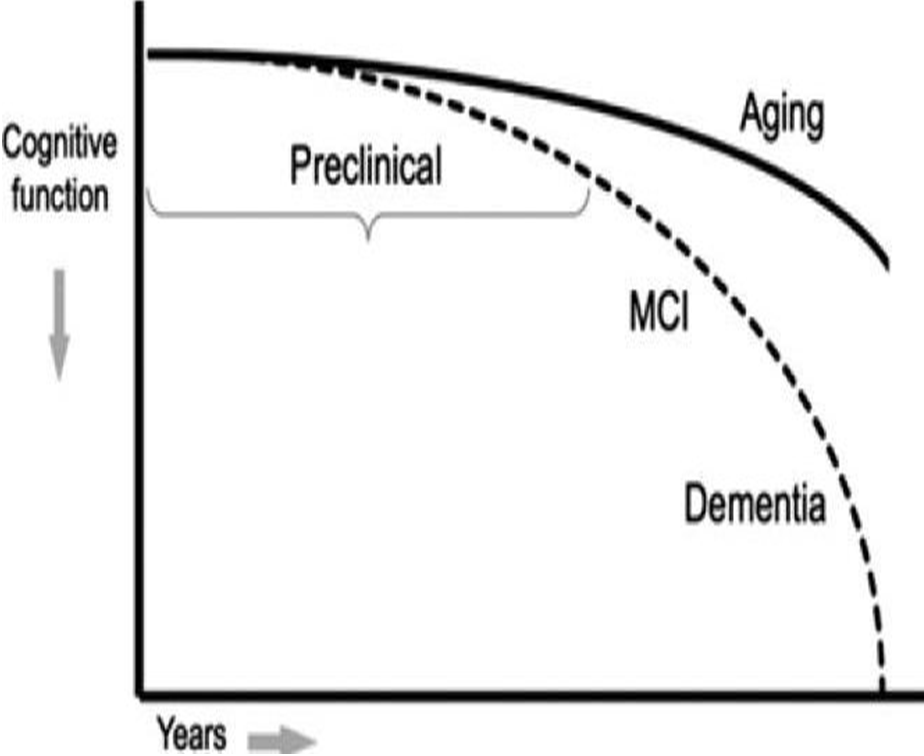 Aging
Cognitive
function
Preclinical
MCI
Dementia
Years